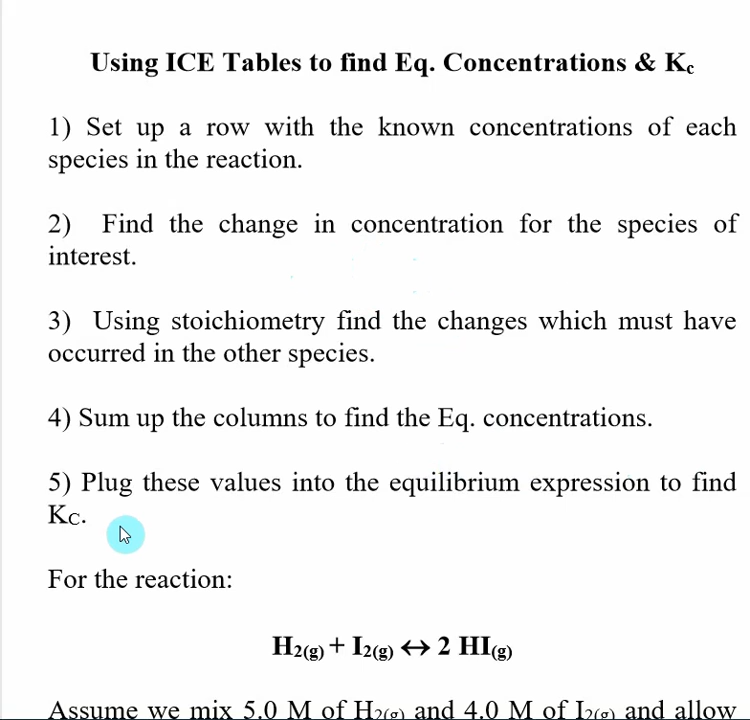 Using ICE Tables to find Eq. Concentrations & Kc
1) Set up a row with the known concentrations of each
species in the reaction.
2) Find the change in concentration for the species of
interest.
3) Using stoichiometry find the changes which must have
occurred in the other species.
4) Sum up the columns to find the Eq. concentrations.
5) Plug these values into the equilibrium expression to find
KC.
For the reaction:
H2(g) + I2(g) ↔ 2 HI(g)
Assume we mix 5.0 M of H2(g) and 4.0 M of I2(g) and allow